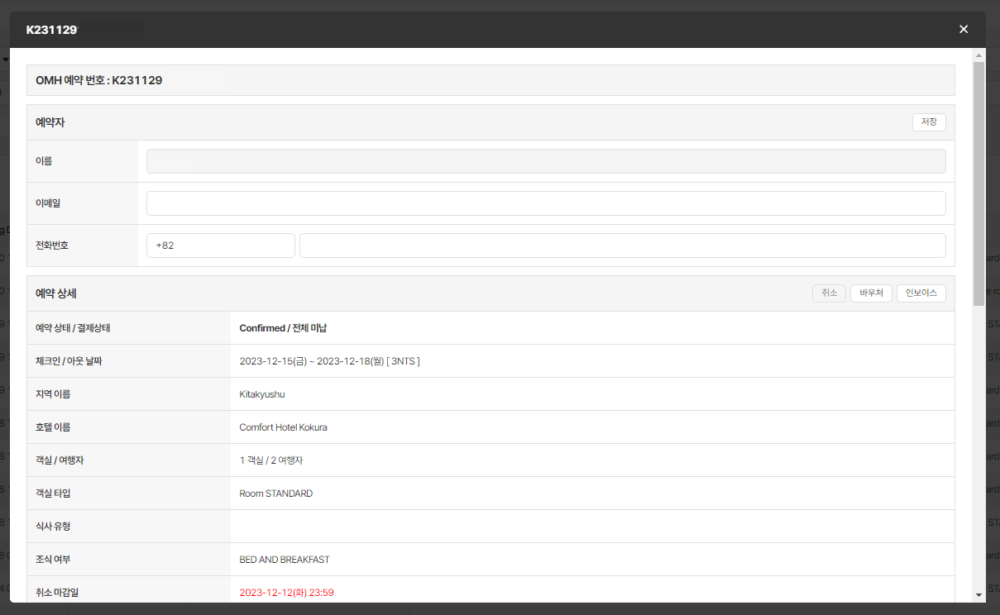 K231129
OMH 예약 번호 : K231129
예약자
저장
이름
이메일
전화번호 +82
예약 상세
취소 바우처 인보이스
예약 상태 / 결제상태 Confirmed / 전체 미납
체크인 / 아웃 날짜 2023-12-15(금) ~ 2023-12-18(월) [ 3NTS ]
지역 이름 Kitakyushu
호텔 이름 Comfort Hotel Kokura
객실 / 여행자 1 객실 / 2 여행자
객실 타입 Room STANDARD
식사 유형
조식 여부 BED AND BREAKFAST
취소 마감일 2023-12-12(화) 23:59